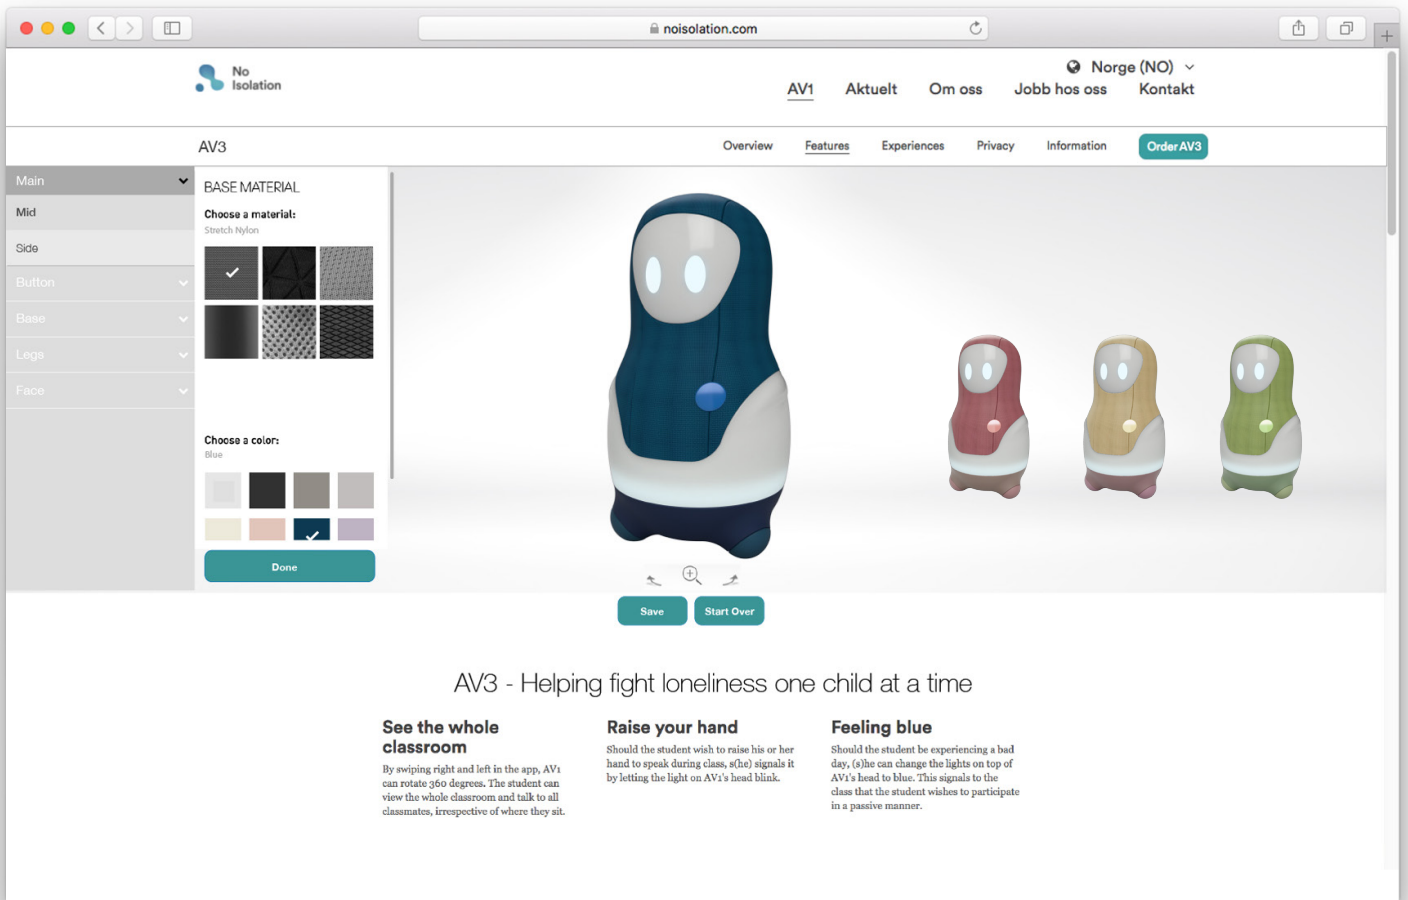 noisolation.com
No
Isolation
Norge (NO)
AV1 Aktuelt Om oss Jobb hos oss Kontakt
AV3
Overview Features Experiences Privacy Information Order AV3
Main
Mid
Side
Button
Base
Legs
Face
BASE MATERIAL
Choose a material:
Stretch Nylon
Choose a color:
Blue
Done
Save Start Over
AV3 - Helping fight loneliness one child at a time
See the whole
classroom
By swiping right and left in the app, AV1
can rotate 360 degrees. The student can
view the whole classroom and talk to all
classmates, irrespective of where they sit.
Raise your hand
Should the student wish to raise his or her
hand to speak during class, s(he) signals it
by letting the light on AV1's head blink.
Feeling blue
Should the student be experiencing a bad
day, (s)he can change the lights on top of
AV1's head to blue. This signals to the
class that the student wishes to participate
in a passive manner.